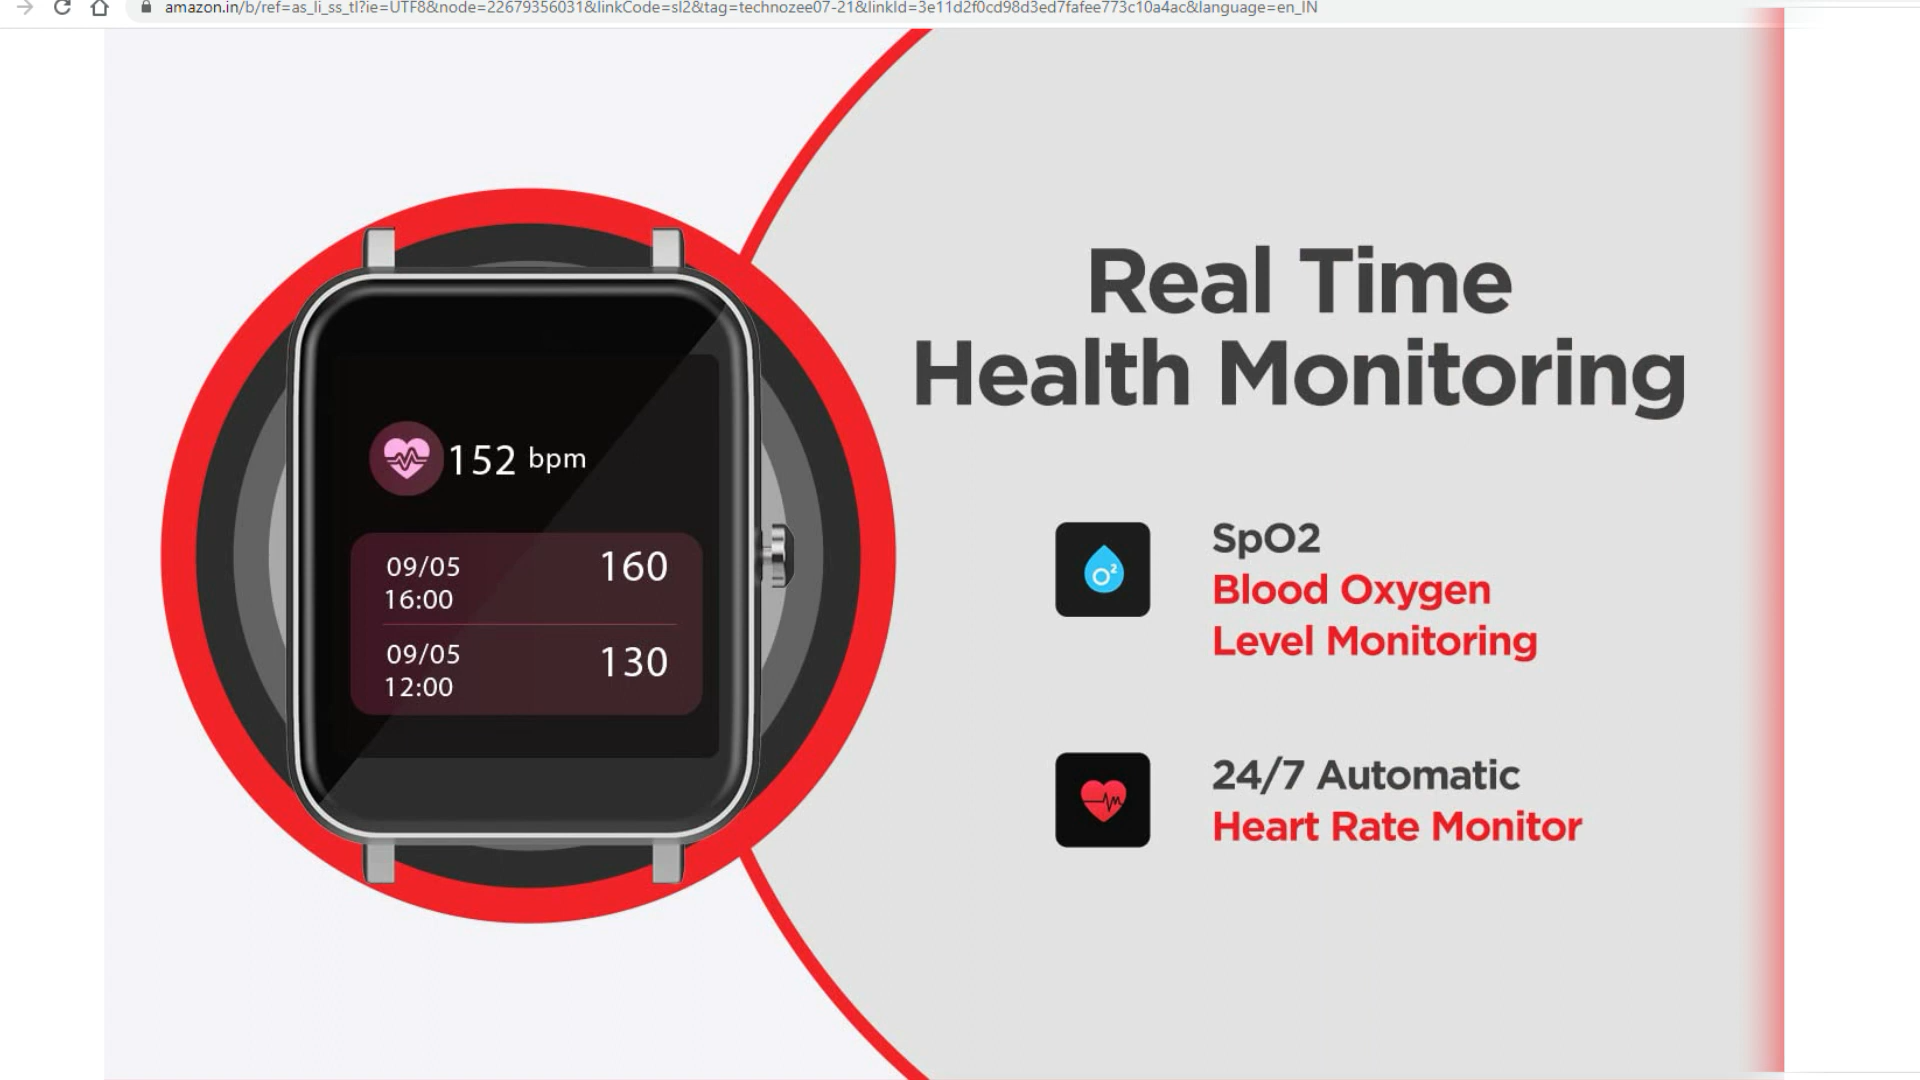 amazon.in/b/ref=as_li_ss_tl?ie=UTF8&node=22679356031&linkCode=sl2&tag=technozee07-21&linkId=3e11d2f0cd98d3ed7fafee773c10a4ac&language=en_IN
Real Time
Health Monitoring
152 bpm
09/05 160
16:00
09/05 130
12:00
SpO2
Blood Oxygen
Level Monitoring
O²
24/7 Automatic
Heart Rate Monitor